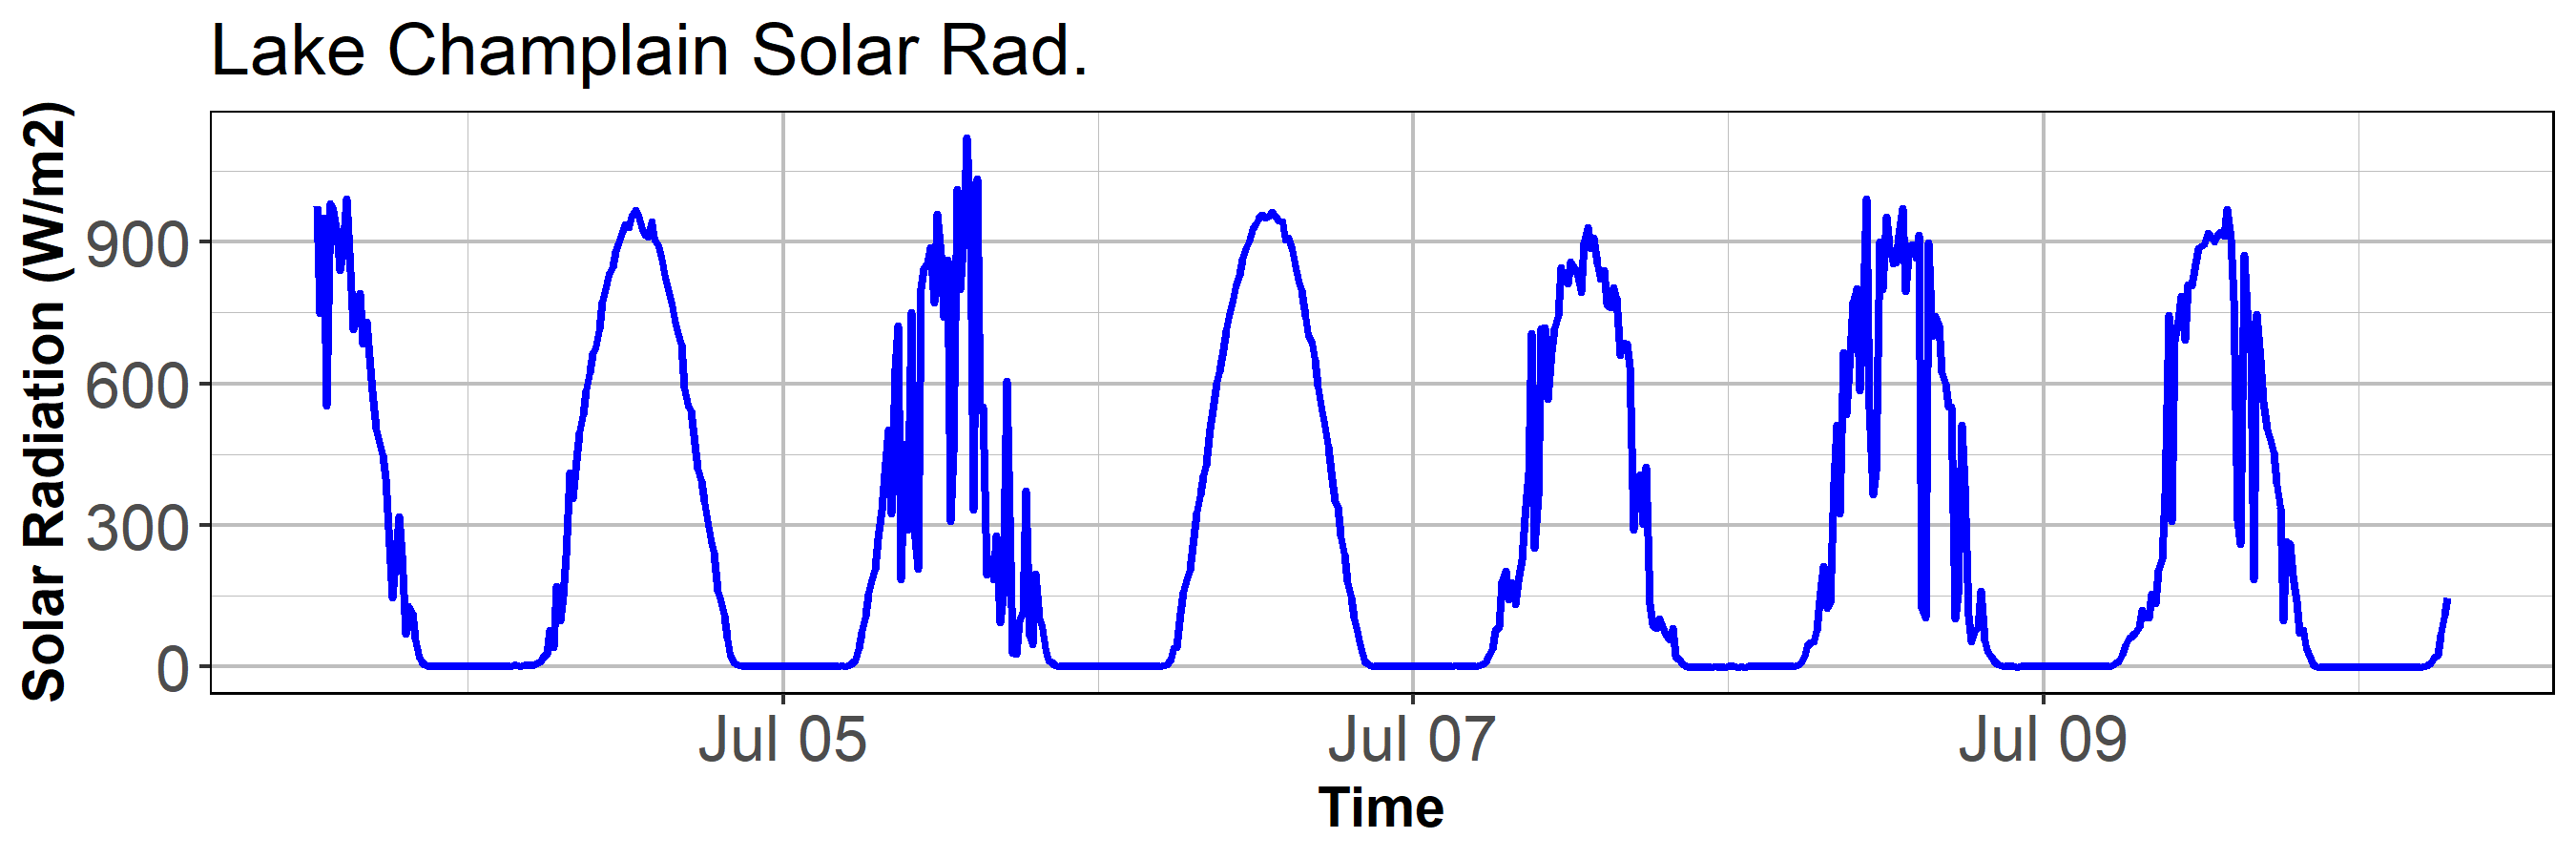 Lake Champlain Solar Rad.
Solar Radiation (W/m2)
900
600
300
0
Jul 05 Jul 07 Jul 09
Time